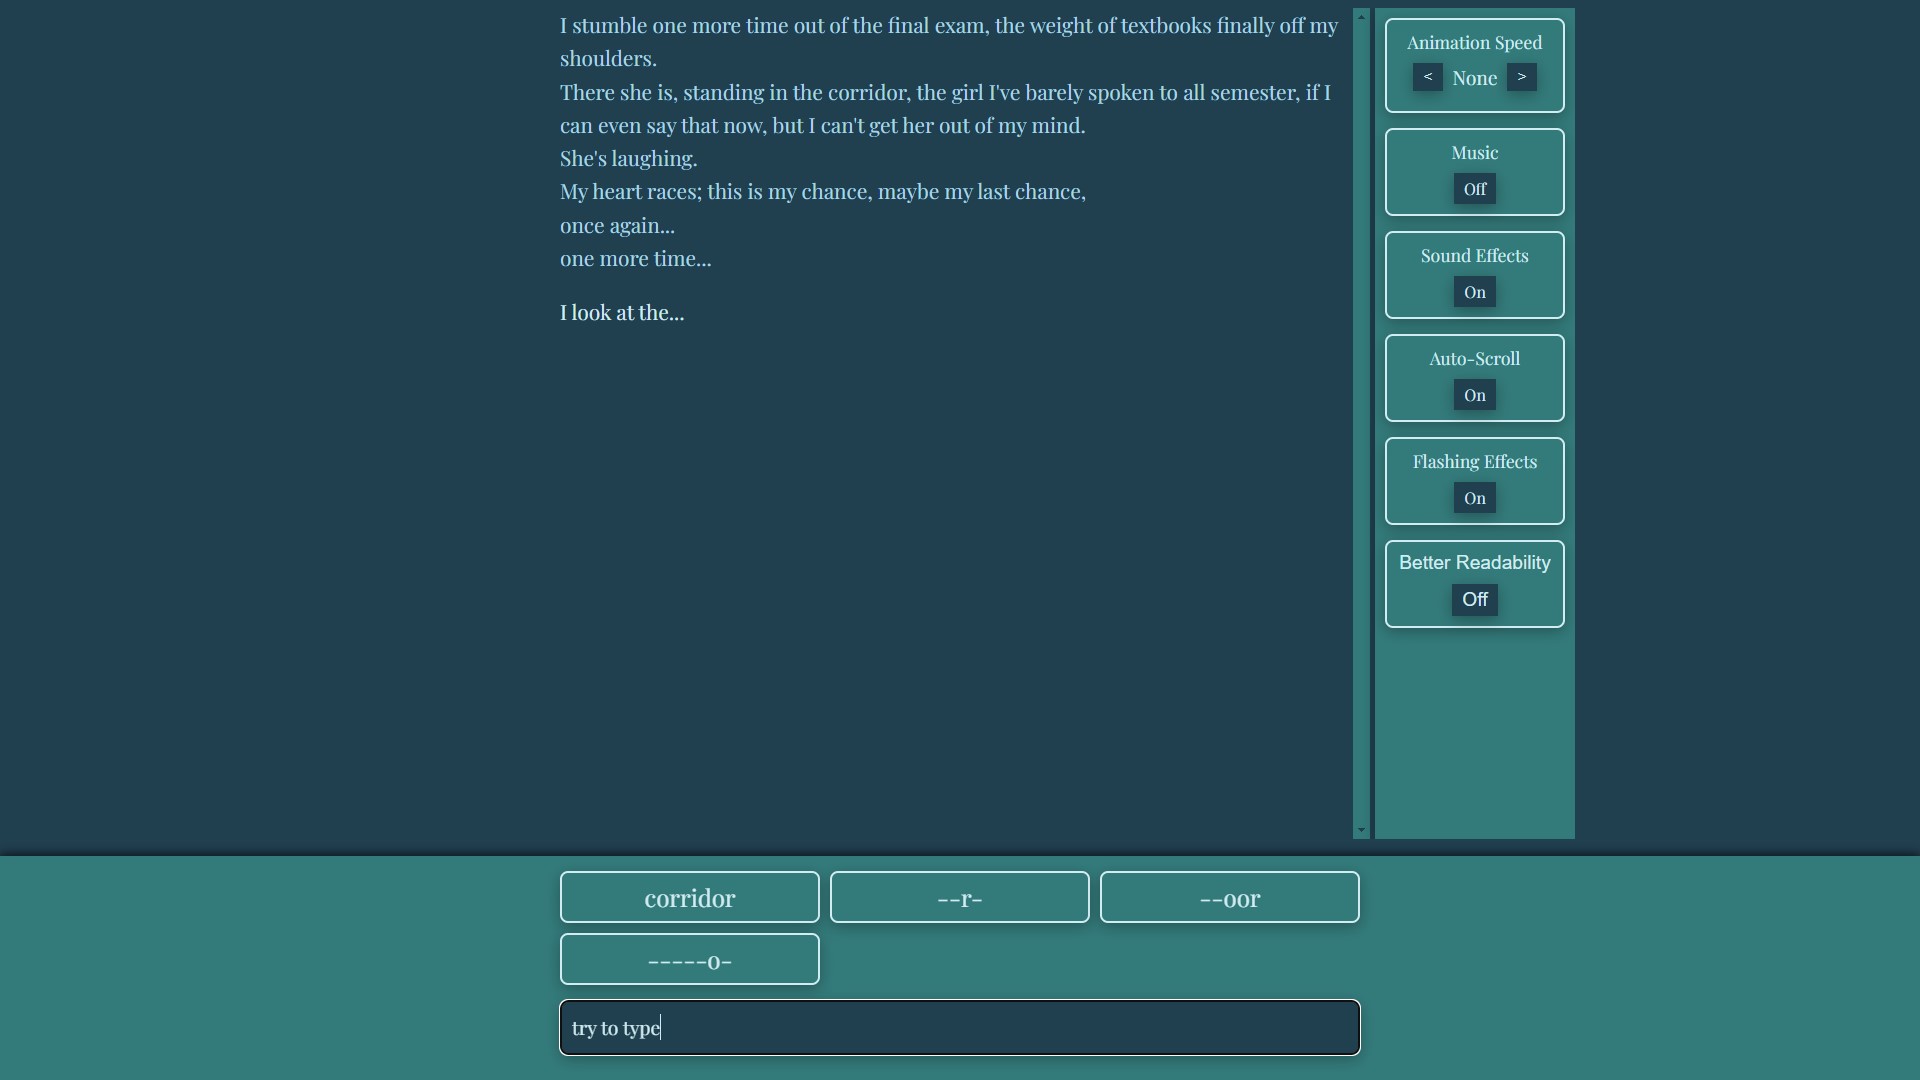 I stumble one more time out of the final exam, the weight of textbooks finally off my
shoulders.
There she is, standing in the corridor, the girl I've barely spoken to all semester, if I
can even say that now, but I can't get her out of my mind.
She's laughing.
My heart races; this is my chance, maybe my last chance,
once again...
one more time...
I look at the...
Animation Speed
< None >
Music
Off
Sound Effects
On
Auto-Scroll
On
Flashing Effects
On
Better Readability
Off
corridor
--r-
--oor
-----o-
try to type